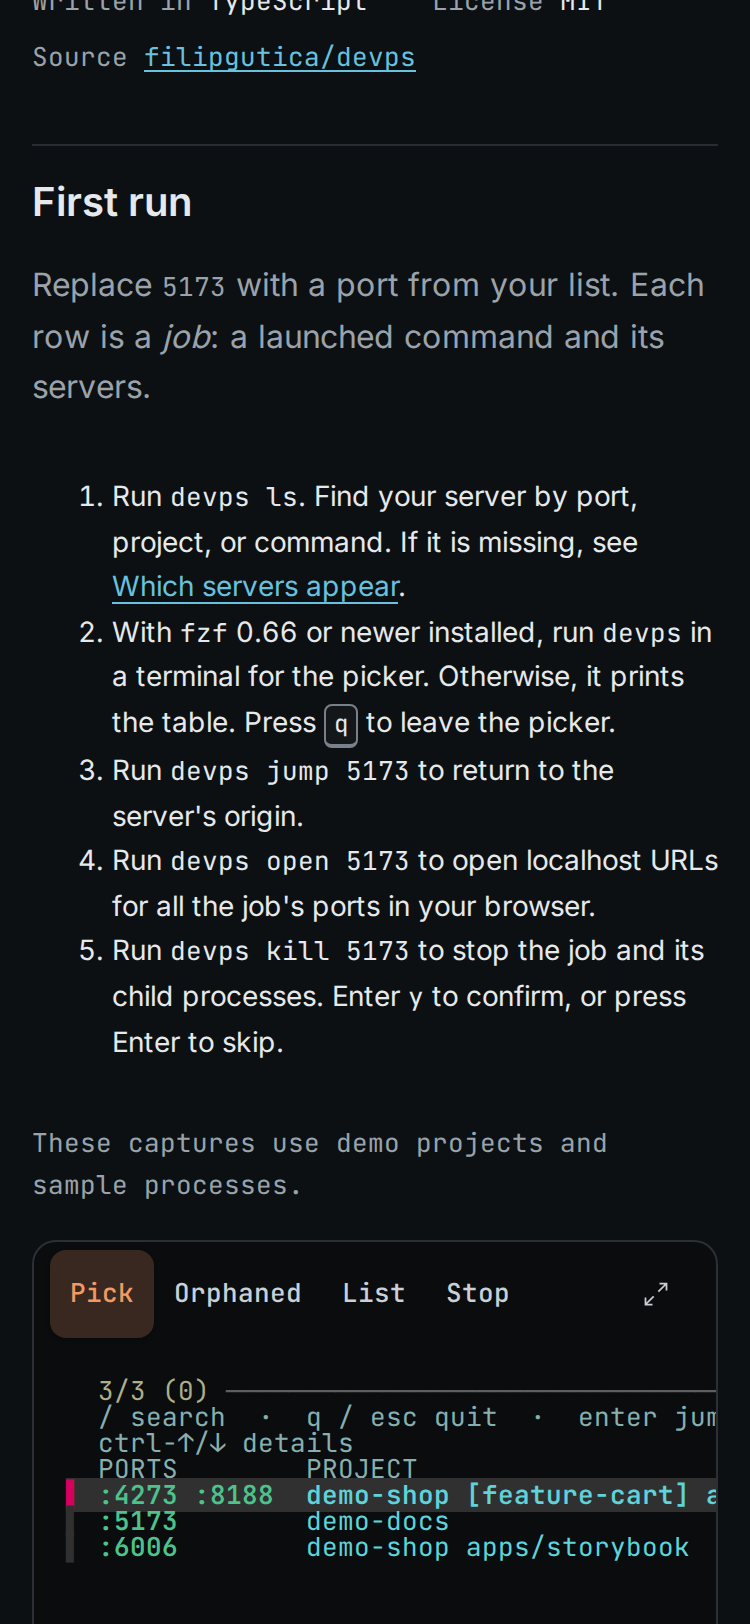 Written in TypeScript License MIT
Source filipgutica/devps
First run
Replace 5173 with a port from your list. Each
row is a job: a launched command and its
servers.
1. Run devps ls. Find your server by port,
project, or command. If it is missing, see
Which servers appear.
2. With fzf 0.66 or newer installed, run devps in
a terminal for the picker. Otherwise, it prints
the table. Press q to leave the picker.
3. Run devps jump 5173 to return to the
server's origin.
4. Run devps open 5173 to open localhost URLs
for all the job's ports in your browser.
5. Run devps kill 5173 to stop the job and its
child processes. Enter y to confirm, or press
Enter to skip.
These captures use demo projects and
sample processes.
Pick Orphaned List Stop
3/3 (0)
/ search · q / esc quit · enter jum
ctrl-↑/↓ details
PORTS PROJECT
:4273 :8188 demo-shop [feature-cart] a
:5173 demo-docs
:6006 demo-shop apps/storybook